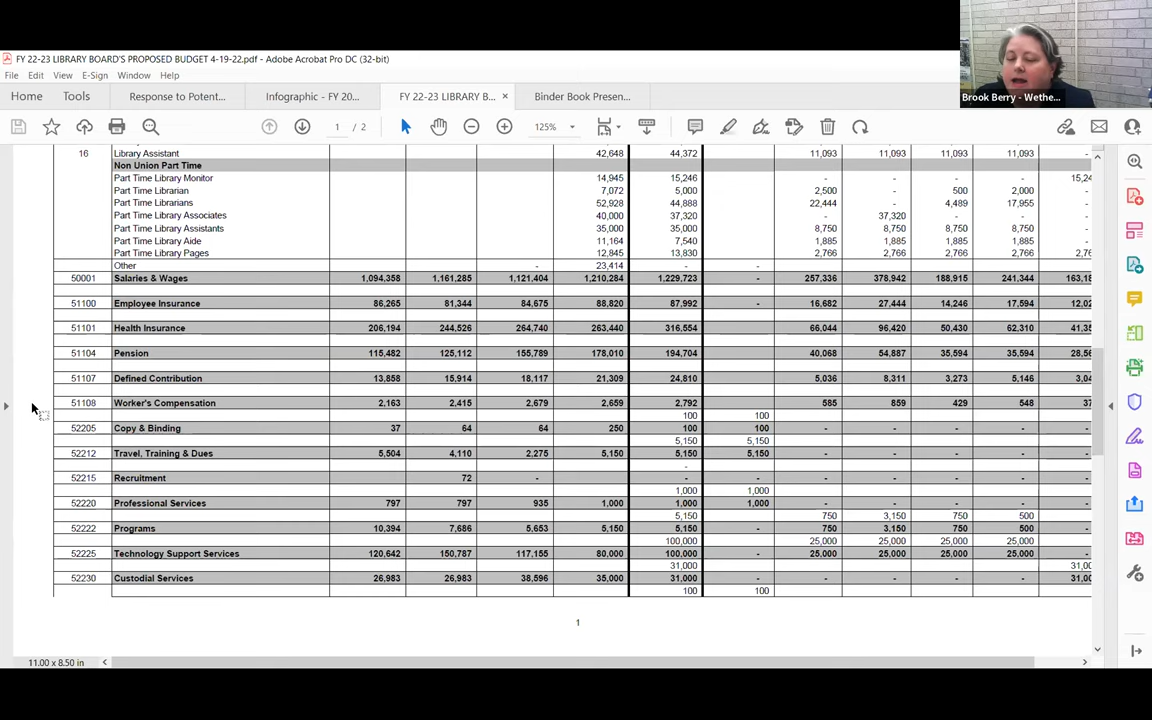 FY 22-23 LIBRARY BOARD'S PROPOSED BUDGET 4-19-22.pdf - Adobe Acrobat Pro DC (32-bit)
File Edit View E-Sign Window Help
Home Tools Response to Potent... Infographic - FY 20... FY 22-23 LIBRARY B... × Binder Book Presen...
1 / 2 125%
Brook Berry - Wethe...
16 Library Assistant 42,648 44,372 11,093 11,093 11,093 11,093 -
Non Union Part Time
Part Time Library Monitor 14,945 15,246 - - - - 15,24
Part Time Librarian 7,072 5,000 2,500 - 500 2,000 -
Part Time Librarians 52,928 44,888 22,444 - 4,489 17,955 -
Part Time Library Associates 40,000 37,320 - 37,320 - - -
Part Time Library Assistants 35,000 35,000 8,750 8,750 8,750 8,750 -
Part Time Library Aide 11,164 7,540 1,885 1,885 1,885 1,885 -
Part Time Library Pages 12,845 13,830 2,766 2,766 2,766 2,766 2,76
Other - 23,414 - -
50001 Salaries & Wages 1,094,358 1,161,285 1,121,404 1,210,284 1,229,723 - 257,336 378,942 188,915 241,344 163,18
51100 Employee Insurance 86,265 81,344 84,675 88,820 87,992 - 16,682 27,444 14,246 17,594 12,02
51101 Health Insurance 206,194 244,526 264,740 263,440 316,554 66,044 96,420 50,430 62,310 41,35
51104 Pension 115,482 125,112 155,789 178,010 194,704 40,068 54,887 35,594 35,594 28,56
51107 Defined Contribution 13,858 15,914 18,117 21,309 24,810 5,036 8,311 3,273 5,146 3,04
51108 Worker's Compensation 2,163 2,415 2,679 2,659 2,792 585 859 429 548 37
100 100
52205 Copy & Binding 37 64 64 250 100 100 - - - - -
5,150 5,150
52212 Travel, Training & Dues 5,504 4,110 2,275 5,150 5,150 5,150 - - - - -
-
52215 Recruitment 72 - - - - - - - - -
1,000 1,000
52220 Professional Services 797 797 935 1,000 1,000 1,000 - - - - -
5,150 750 3,150 750 500
52222 Programs 10,394 7,686 5,653 5,150 5,150 - 750 3,150 750 500 -
100,000 25,000 25,000 25,000 25,000
52225 Technology Support Services 120,642 150,787 117,155 80,000 100,000 - 25,000 25,000 25,000 25,000 -
31,000 31,00
52230 Custodial Services 26,983 26,983 38,596 35,000 31,000 - - - - - 31,00
100 100
1
11.00 x 8.50 in